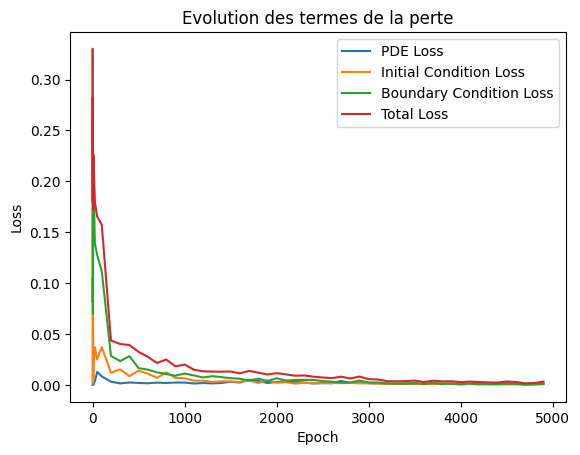 Evolution des termes de la perte
PDE Loss
Initial Condition Loss
Boundary Condition Loss
Total Loss
Loss
0.30
0.25
0.20
0.15
0.10
0.05
0.00
0 1000 2000 3000 4000 5000
Epoch